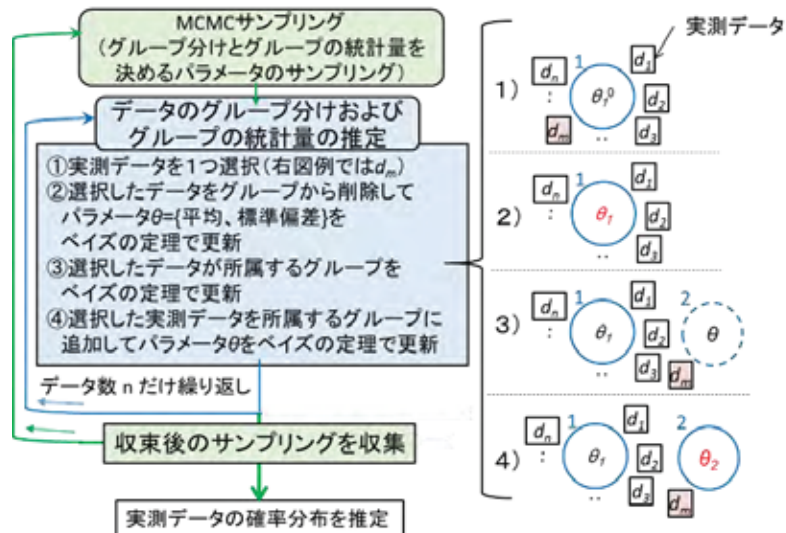 MCMCサンプリング
(グループ分けとグループの統計量を
決めるパラメータのサンプリング)
データのグループ分けおよび
グループの統計量の推定
①実測データを1つ選択(右図例ではdm)
②選択したデータをグループから削除して
パラメータθ={平均、標準偏差}を
ベイズの定理で更新
③選択したデータが所属するグループを
ベイズの定理で更新
④選択した実測データを所属するグループに
追加してパラメータθをベイズの定理で更新
データ数 n だけ繰り返し
収束後のサンプリングを収集
実測データの確率分布を推定
実測データ
1)
dn
:
dm
1
θ1⁰
‥
d1
d2
d3
2)
dn
:
1
θ1
‥
d1
d2
d3
3)
dn
:
1
θ1
‥
d1
d2
d3
dm
2
θ
4)
dn
:
1
θ1
‥
d1
d2
d3
dm
2
θ2